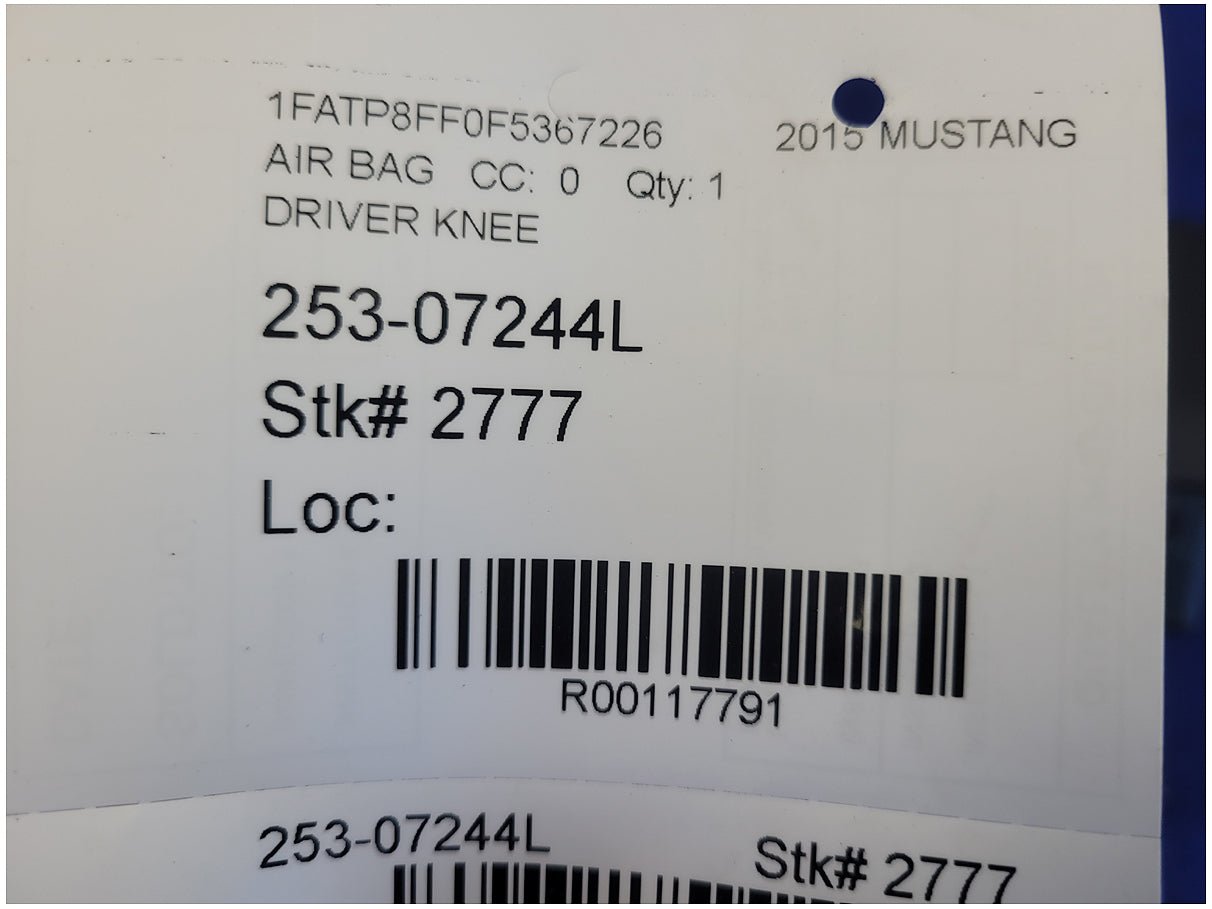 1FATP8FF0F5367226 2015 MUSTANG
AIR BAG CC: 0 Qty: 1
DRIVER KNEE
253-07244L
Stk# 2777
Loc:
R00117791
253-07244L Stk# 2777